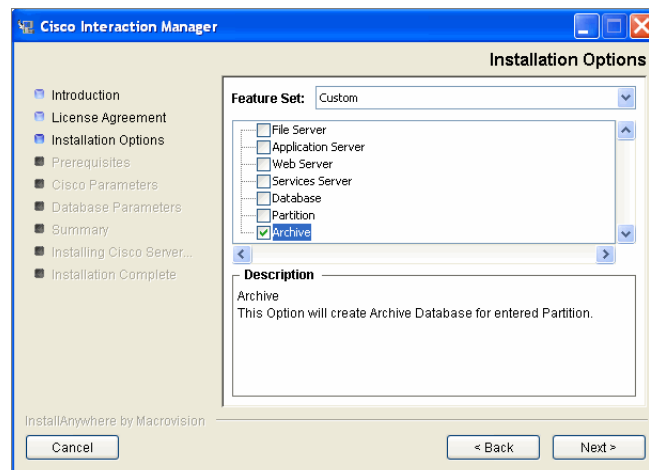 Cisco Interaction Manager
Installation Options
Introduction
License Agreement
Installation Options
Prerequisites
Cisco Parameters
Database Parameters
Summary
Installing Cisco Server...
Installation Complete
Feature Set: Custom
File Server
Application Server
Web Server
Services Server
Database
Partition
Archive
Description
Archive
This Option will create Archive Database for entered Partition.
InstallAnywhere by Macrovision
Cancel
< Back
Next >